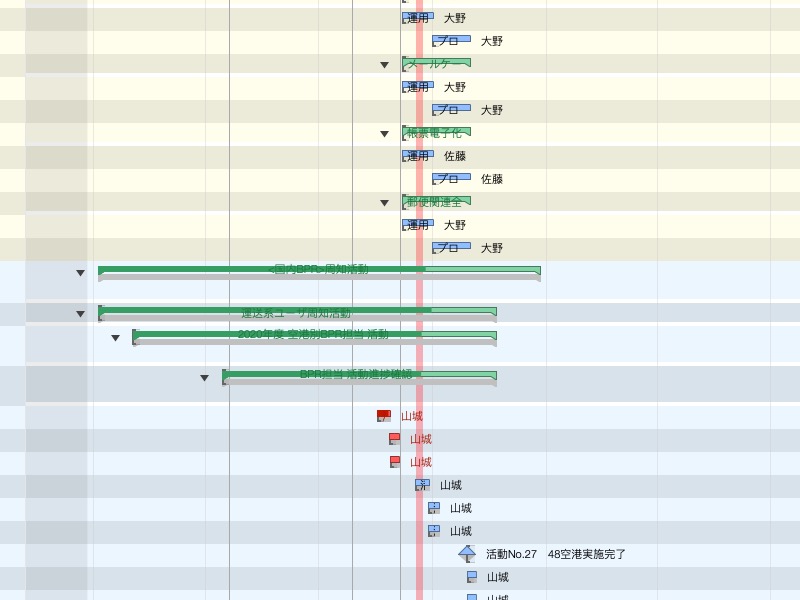 運用 大野
プロ 大野
メールケー
運用 大野
プロ 大野
帳票電子化
運用 佐藤
プロ 佐藤
郵便関連全
運用 大野
プロ 大野
<国内BPR>周知活動
運送系ユーザ周知活動
2020年度 空港別BPR担当 活動
BPR担当 活動進捗確認
山城
山城
山城
山城
山城
山城
活動No.27 48空港実施完了
山城